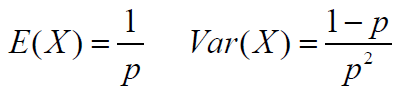 E(X) = 1/p    Var(X) = (1 − p)/p²